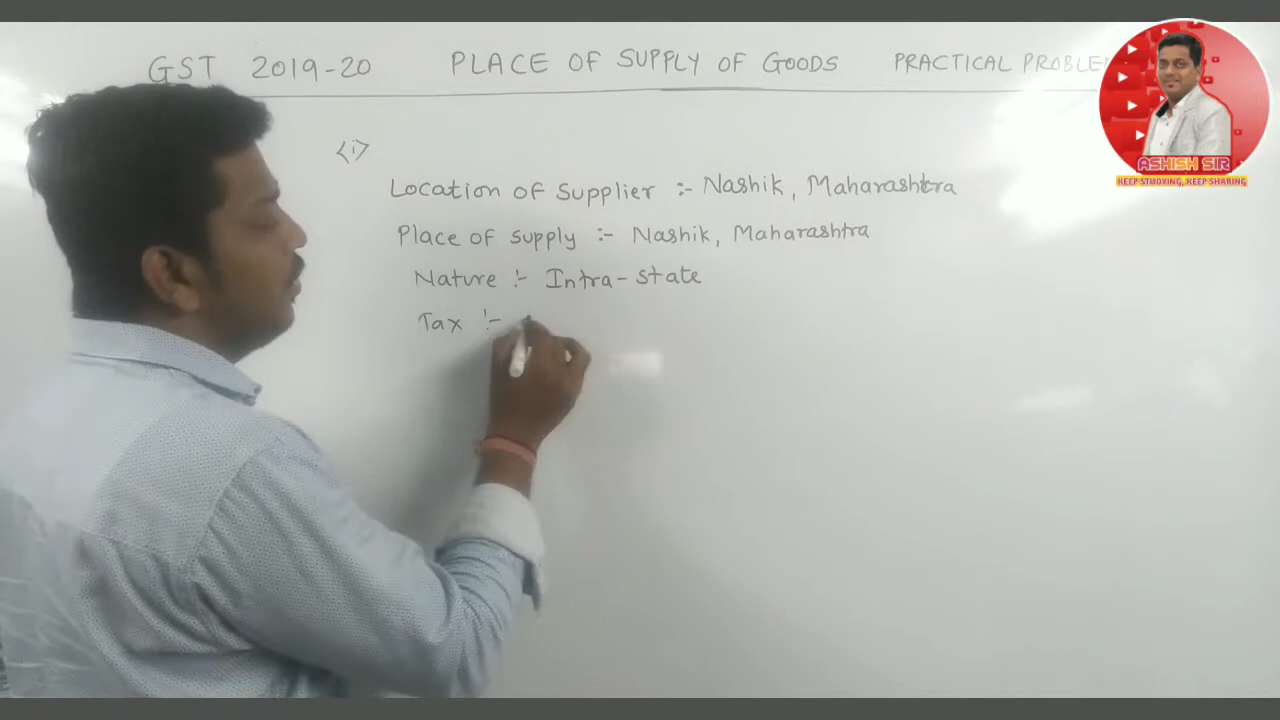 GST 2019-20 PLACE OF SUPPLY OF GOODS PRACTICAL
<i>
Location of Supplier :- Nashik, Maharashtra
Place of supply :- Nashik, Maharashtra
Nature :- Intra-state
Tax :-
ASHISH SIR
KEEP STUDYING, KEEP SHARING